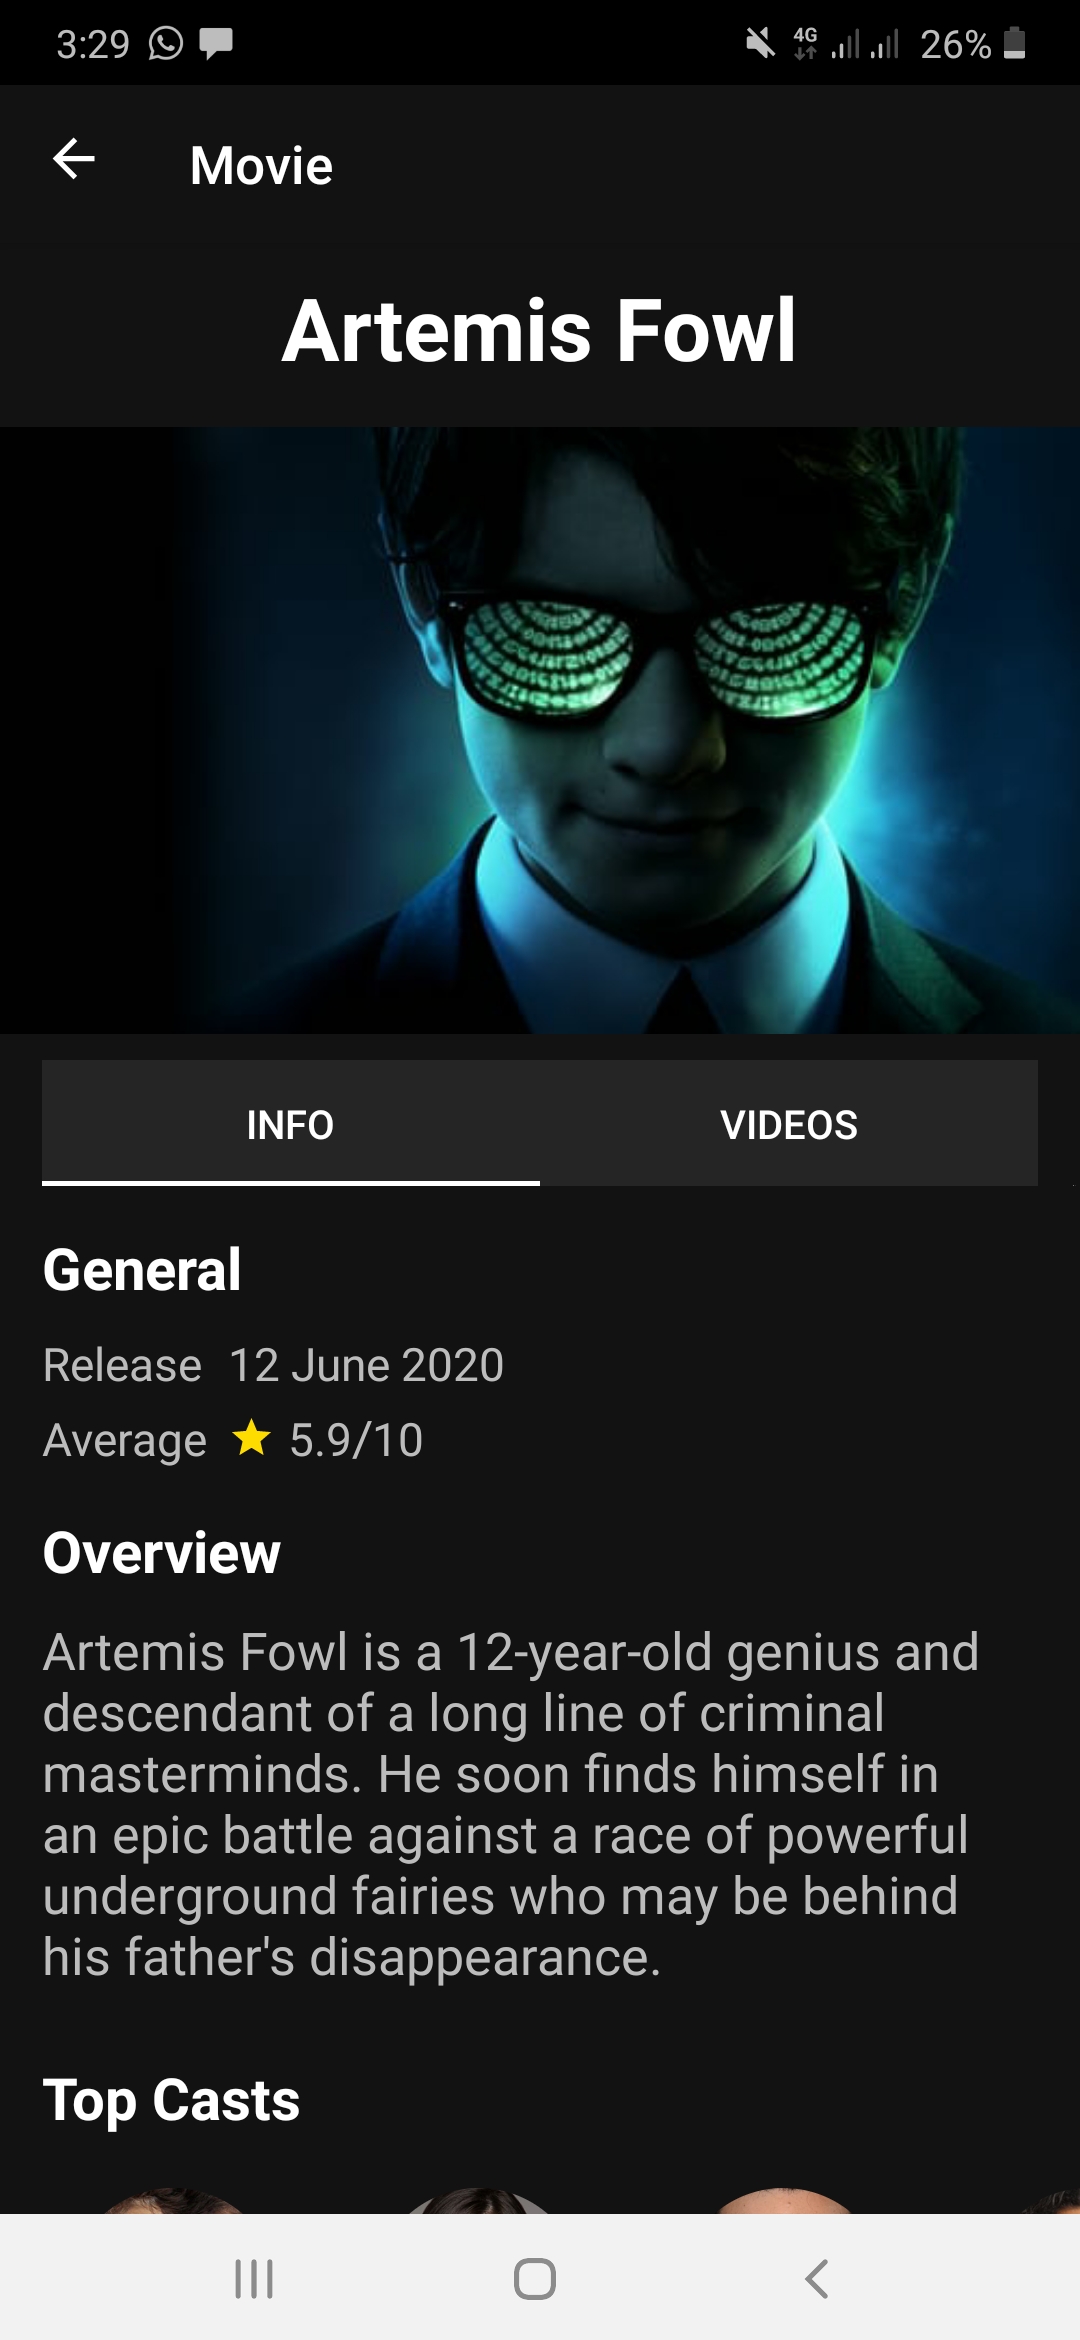 3:29 4G 26%
Movie
Artemis Fowl
INFO VIDEOS
General
Release 12 June 2020
Average 5.9/10
Overview
Artemis Fowl is a 12-year-old genius and
descendant of a long line of criminal
masterminds. He soon finds himself in
an epic battle against a race of powerful
underground fairies who may be behind
his father's disappearance.
Top Casts